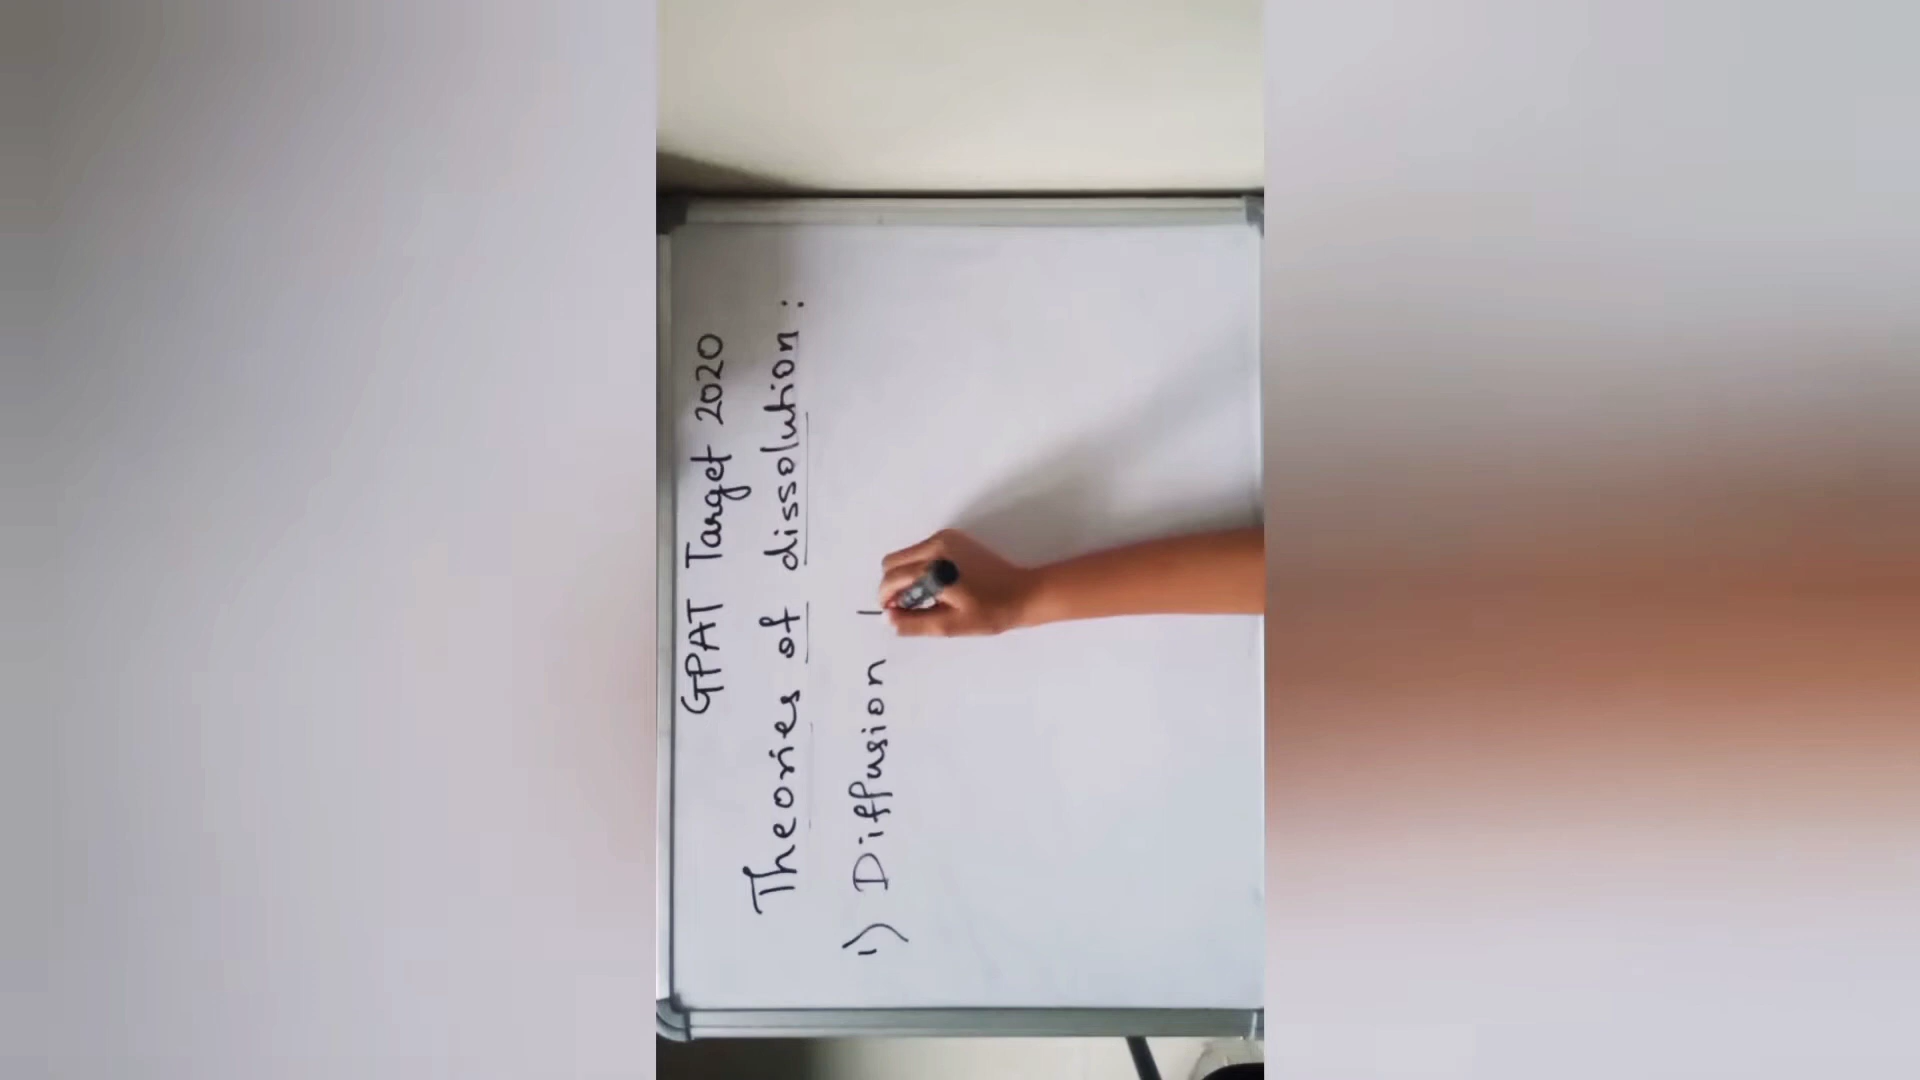 GPAT Target 2020
Theories of dissolution:
1) Diffusion